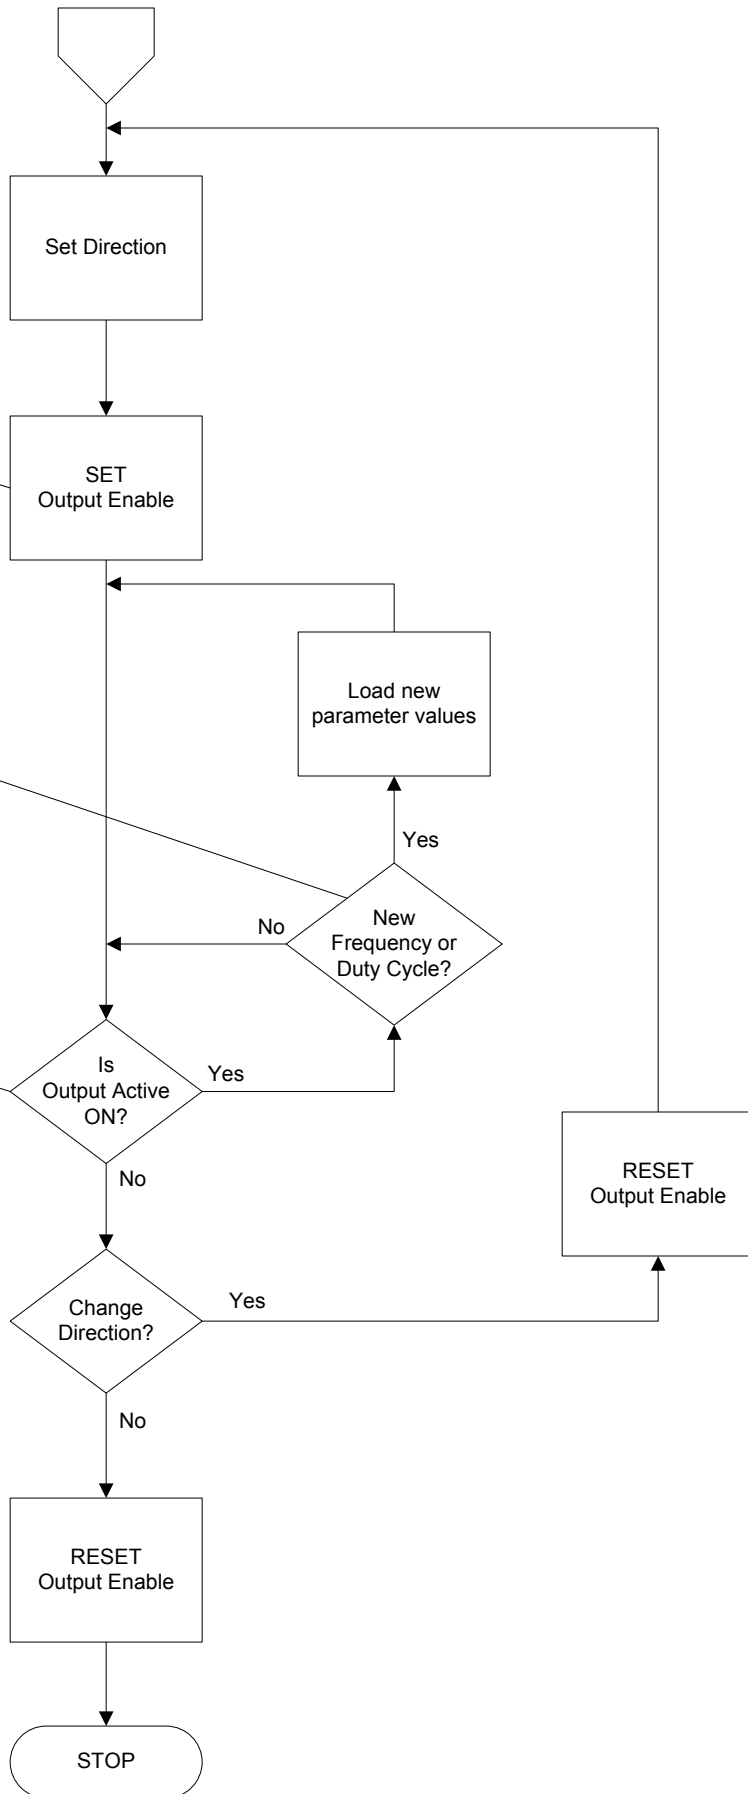 Set Direction
SET
Output Enable
Load new
parameter values
Yes
New
Frequency or
Duty Cycle?
No
Is
Output Active
ON?
Yes
No
RESET
Output Enable
Change
Direction?
Yes
No
RESET
Output Enable
STOP